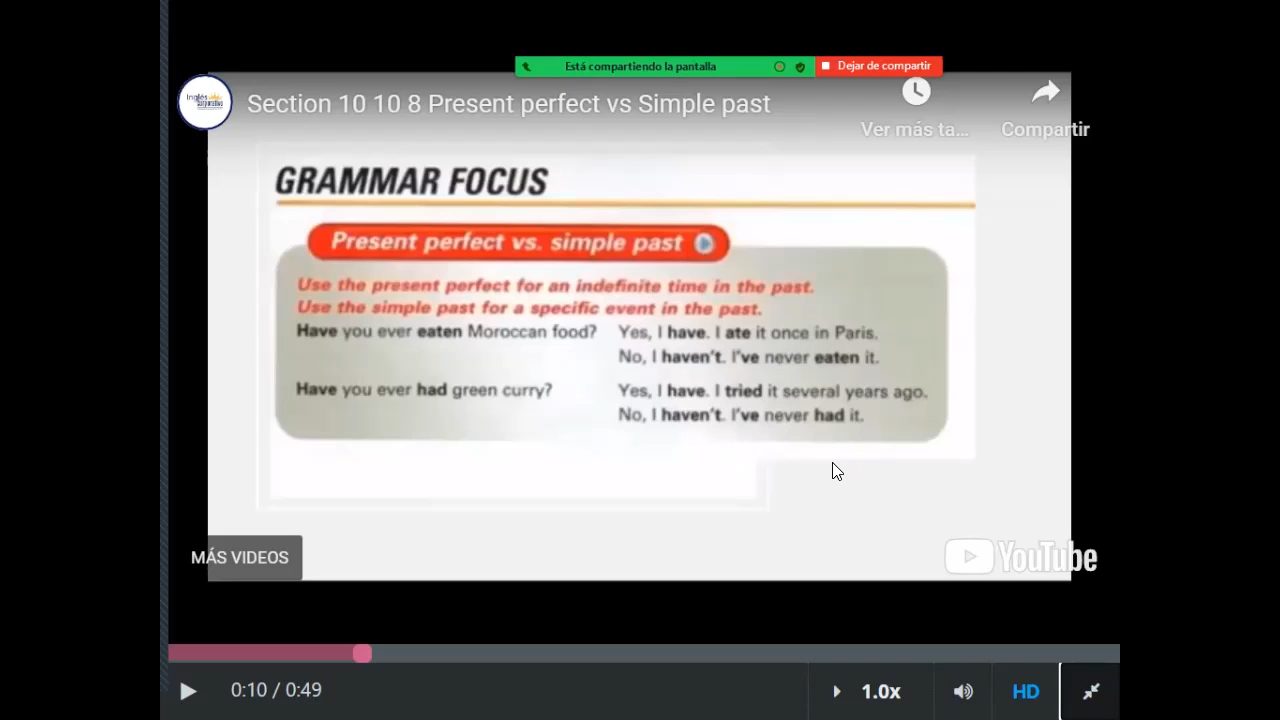 Está compartiendo la pantalla
Dejar de compartir
Inglés
Section 10 10 8 Present perfect vs Simple past
Ver más ta...
Compartir
GRAMMAR FOCUS
Present perfect vs. simple past
Use the present perfect for an indefinite time in the past.
Use the simple past for a specific event in the past.
Have you ever eaten Moroccan food? Yes, I have. I ate it once in Paris.
No, I haven't. I've never eaten it.
Have you ever had green curry? Yes, I have. I tried it several years ago.
No, I haven't. I've never had it.
MÁS VIDEOS
YouTube
0:10 / 0:49
1.0x
HD